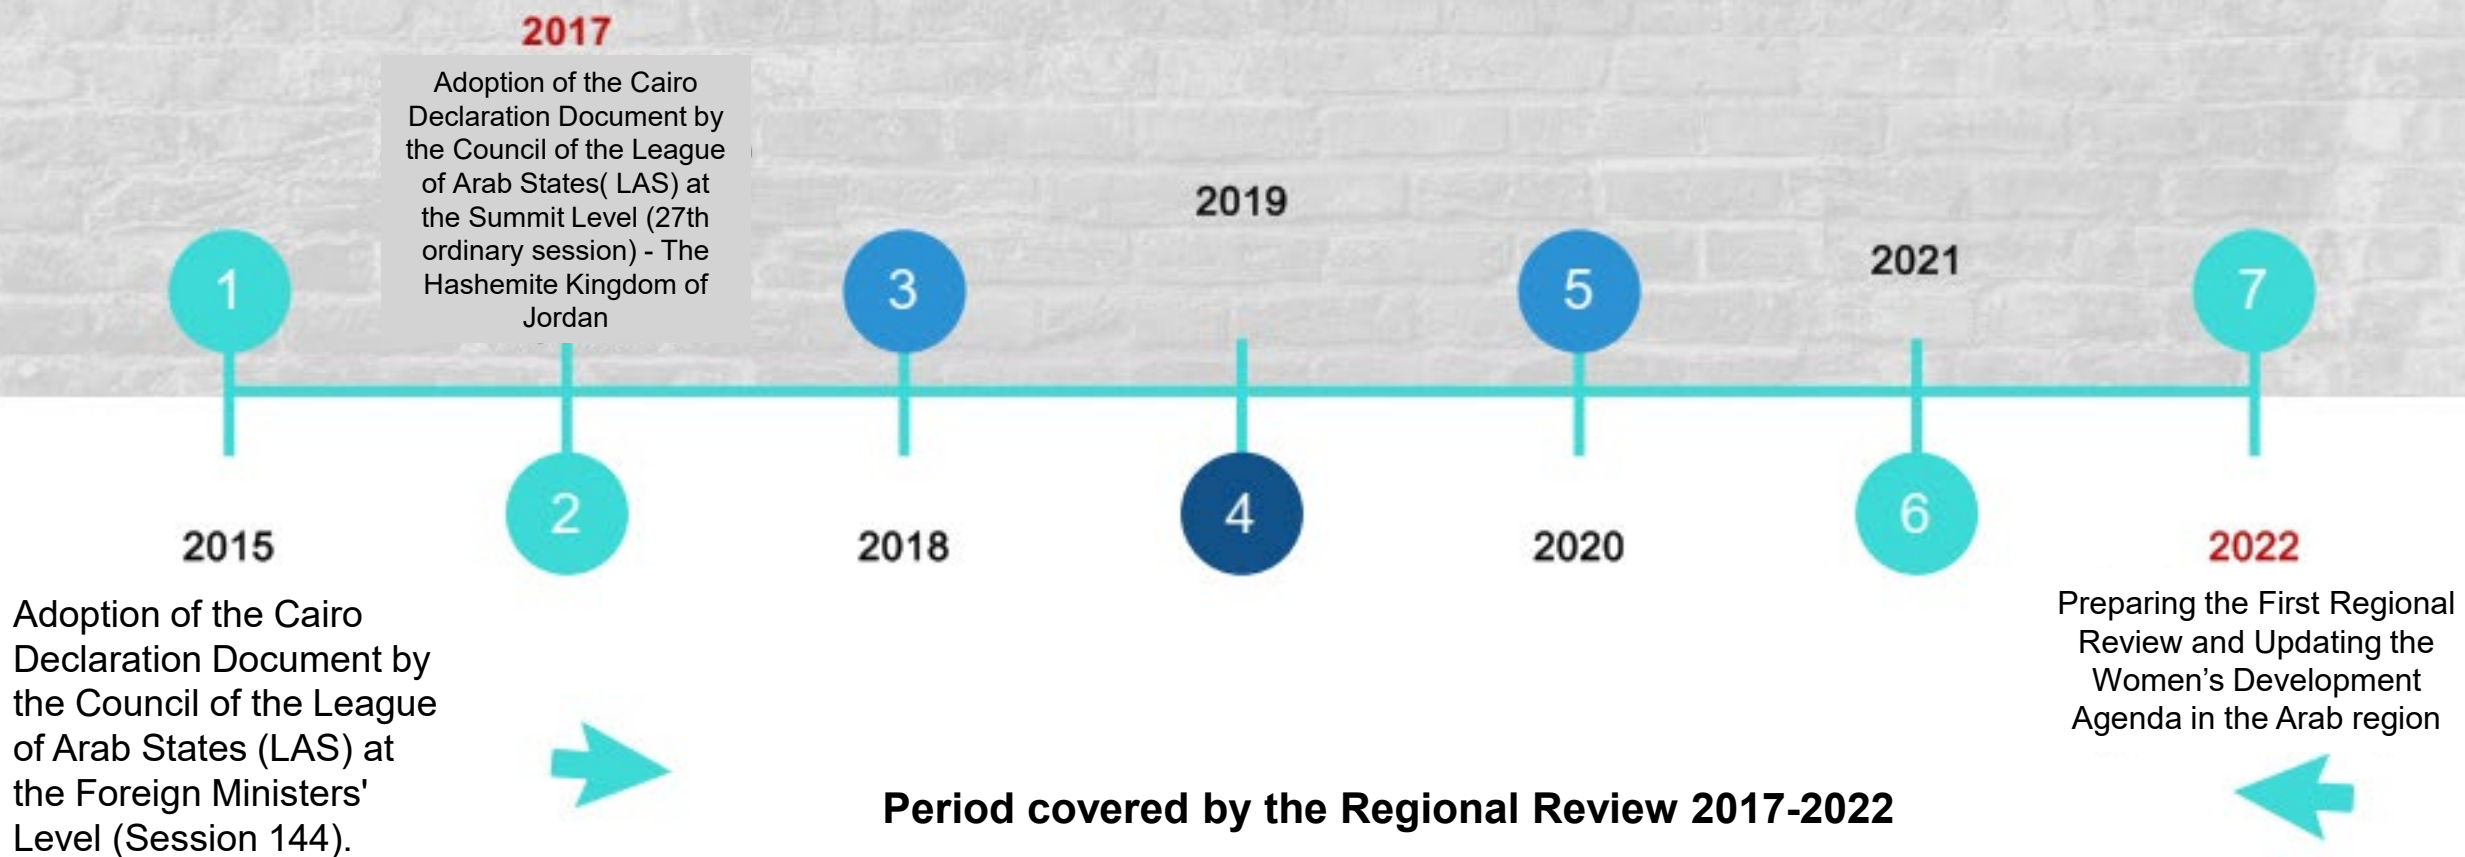 2017
Adoption of the Cairo
Declaration Document by
the Council of the League
of Arab States( LAS) at
the Summit Level (27th
ordinary session) - The
Hashemite Kingdom of
Jordan
1
2015
Adoption of the Cairo
Declaration Document by
the Council of the League
of Arab States (LAS) at
the Foreign Ministers'
Level (Session 144).
2
3
2018
2019
4
5
2020
2021
6
7
2022
Preparing the First Regional
Review and Updating the
Women’s Development
Agenda in the Arab region
Period covered by the Regional Review 2017-2022